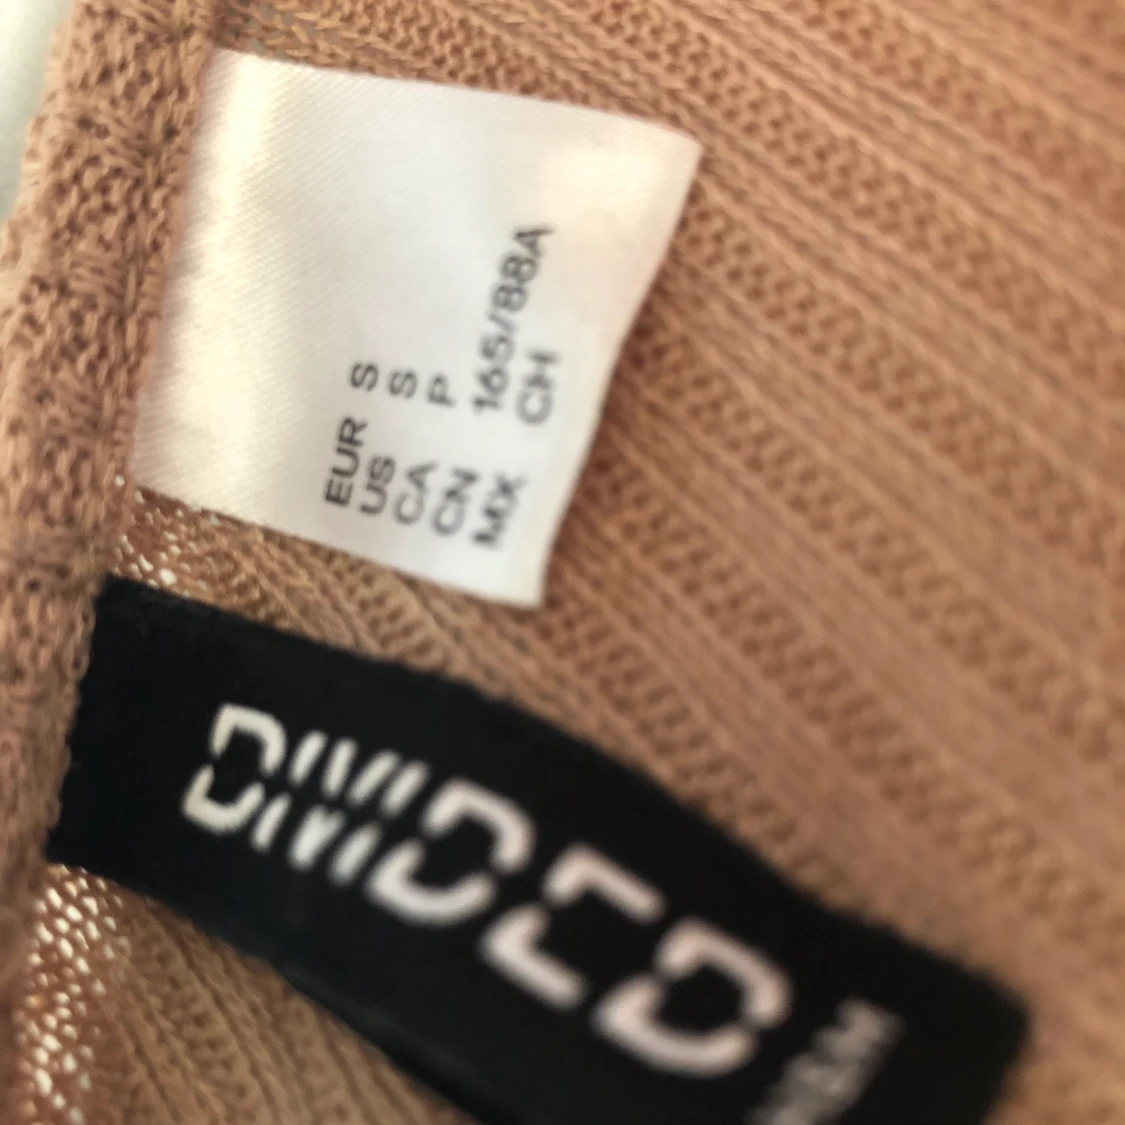 EUR S
US S
CA P
CN 165/88A
MX CH
DIVIDED